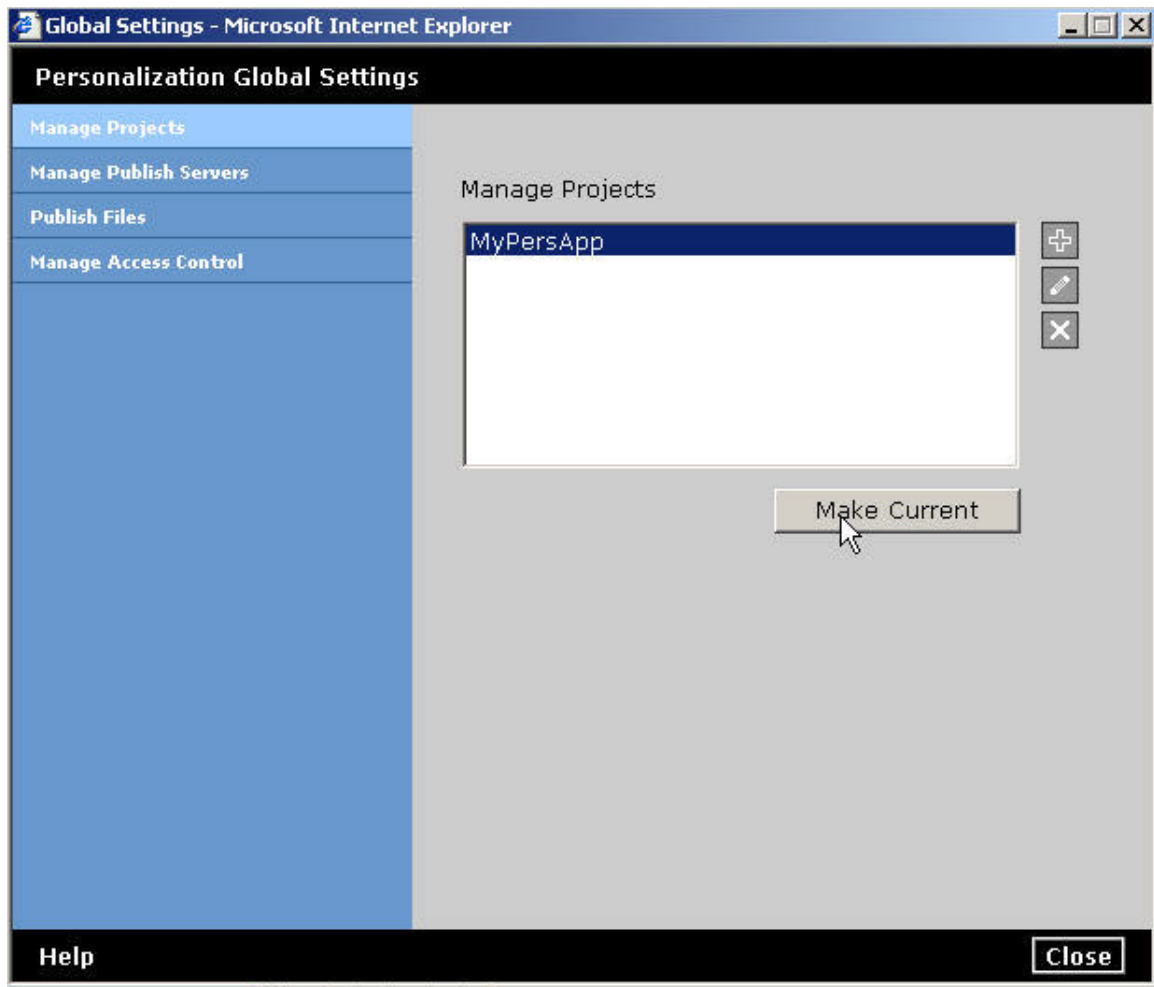 Global Settings - Microsoft Internet Explorer
Personalization Global Settings
Manage Projects
Manage Publish Servers
Publish Files
Manage Access Control
Manage Projects
MyPersApp
Make Current
Help
Close